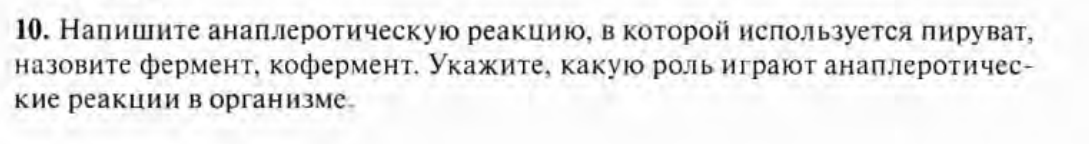 10. Напишите анаплеротическую реакцию, в которой используется пируват,
назовите фермент, кофермент. Укажите, какую роль играют анаплеротичес-
кие реакции в организме.